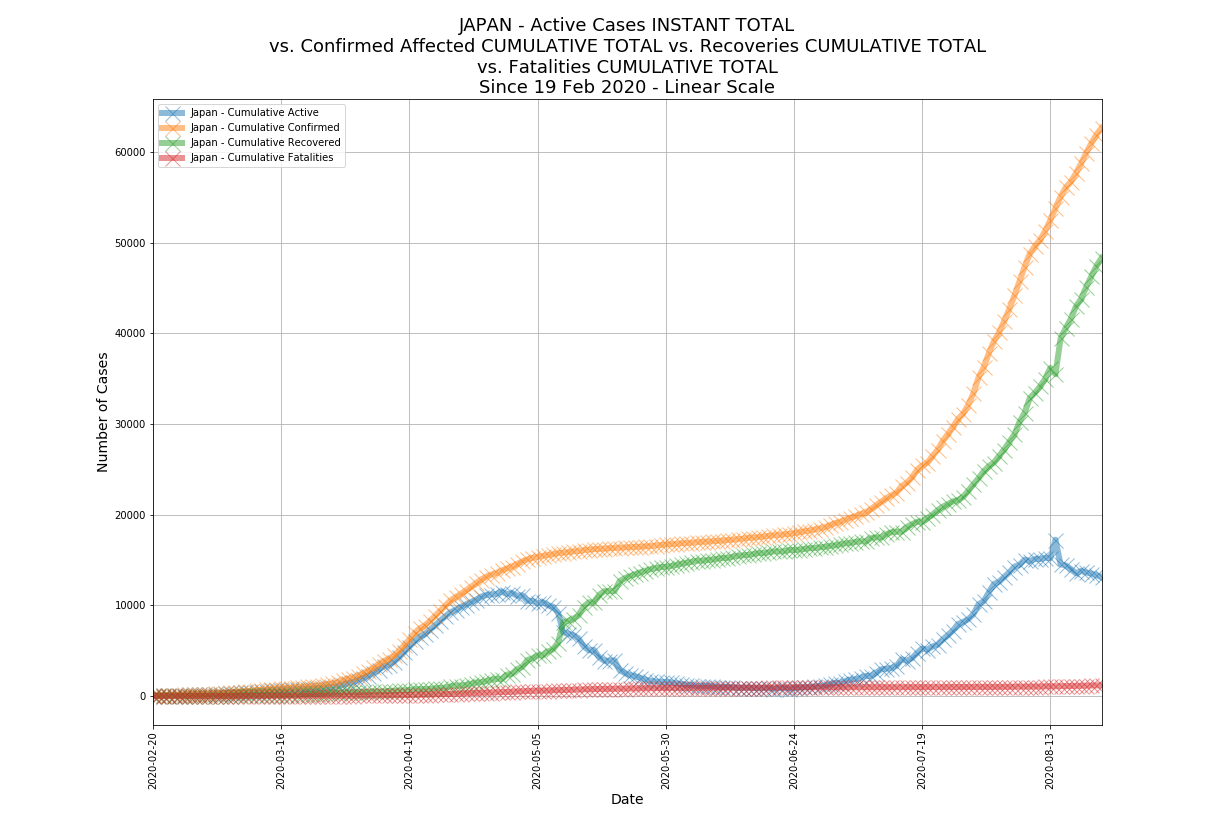 JAPAN - Active Cases INSTANT TOTAL
vs. Confirmed Affected CUMULATIVE TOTAL vs. Recoveries CUMULATIVE TOTAL
vs. Fatalities CUMULATIVE TOTAL
Since 19 Feb 2020 - Linear Scale
Japan - Cumulative Active
Japan - Cumulative Confirmed
Japan - Cumulative Recovered
Japan - Cumulative Fatalities
Number of Cases
60000
50000
40000
30000
20000
10000
0
2020-02-20
2020-03-16
2020-04-10
2020-05-05
2020-05-30
2020-06-24
2020-07-19
2020-08-13
Date